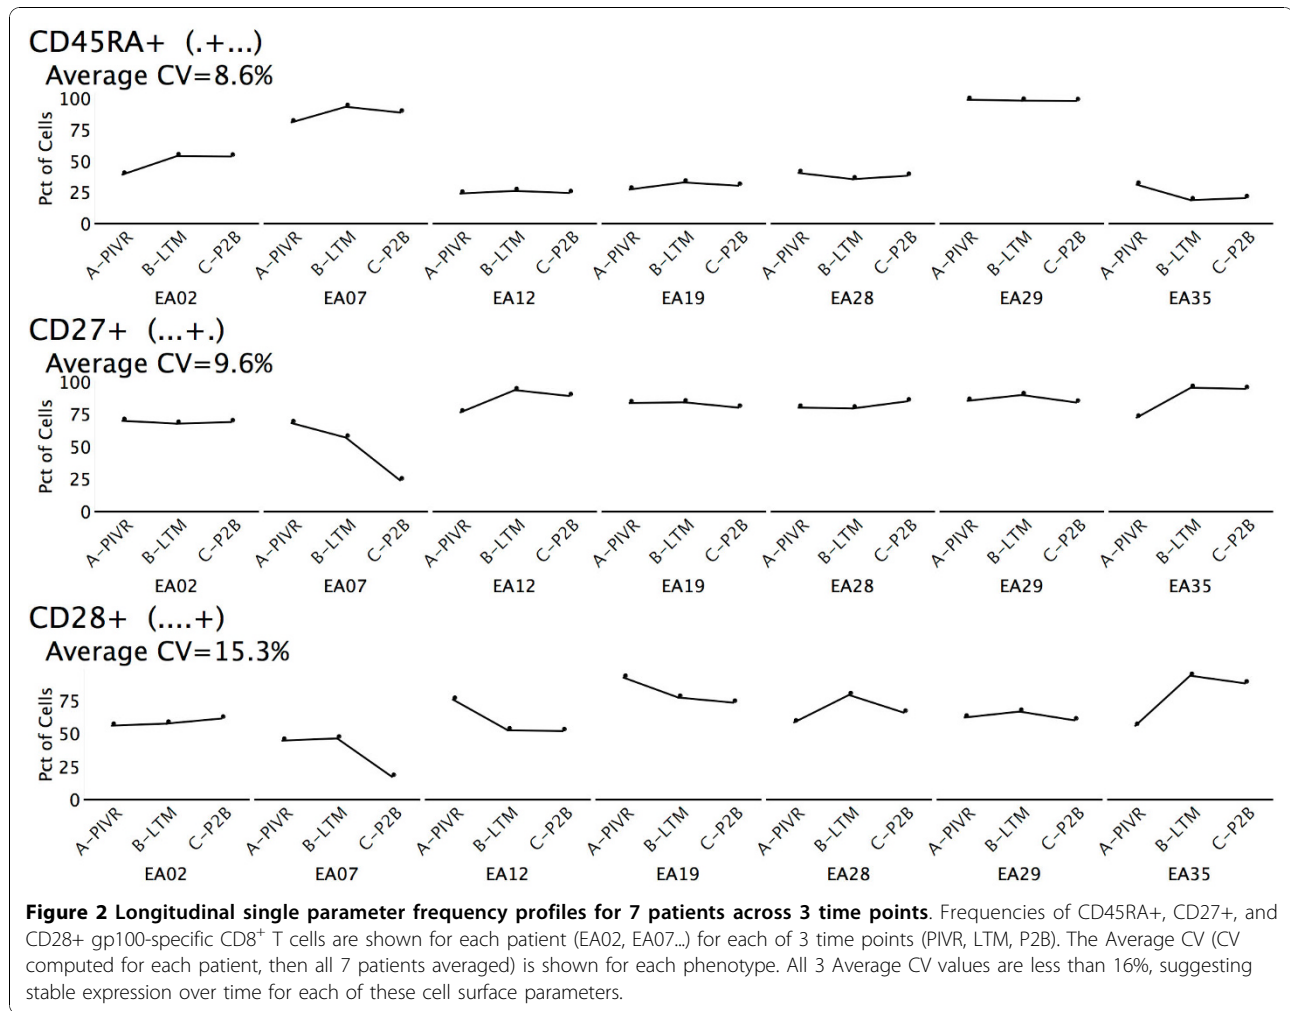 CD45RA+ (.+...)
Average CV=8.6%
Pct of Cells
100
75
50
25
0
A-PIVR B-LTM C-P2B A-PIVR B-LTM C-P2B A-PIVR B-LTM C-P2B A-PIVR B-LTM C-P2B A-PIVR B-LTM C-P2B A-PIVR B-LTM C-P2B A-PIVR B-LTM C-P2B
EA02 EA07 EA12 EA19 EA28 EA29 EA35
CD27+ (...+.)
Average CV=9.6%
Pct of Cells
100
75
50
25
0
A-PIVR B-LTM C-P2B A-PIVR B-LTM C-P2B A-PIVR B-LTM C-P2B A-PIVR B-LTM C-P2B A-PIVR B-LTM C-P2B A-PIVR B-LTM C-P2B A-PIVR B-LTM C-P2B
EA02 EA07 EA12 EA19 EA28 EA29 EA35
CD28+ (....+)
Average CV=15.3%
Pct of Cells
75
50
25
0
A-PIVR B-LTM C-P2B A-PIVR B-LTM C-P2B A-PIVR B-LTM C-P2B A-PIVR B-LTM C-P2B A-PIVR B-LTM C-P2B A-PIVR B-LTM C-P2B A-PIVR B-LTM C-P2B
EA02 EA07 EA12 EA19 EA28 EA29 EA35
Figure 2 Longitudinal single parameter frequency profiles for 7 patients across 3 time points. Frequencies of CD45RA+, CD27+, and
CD28+ gp100-specific CD8⁺ T cells are shown for each patient (EA02, EA07...) for each of 3 time points (PIVR, LTM, P2B). The Average CV (CV
computed for each patient, then all 7 patients averaged) is shown for each phenotype. All 3 Average CV values are less than 16%, suggesting
stable expression over time for each of these cell surface parameters.